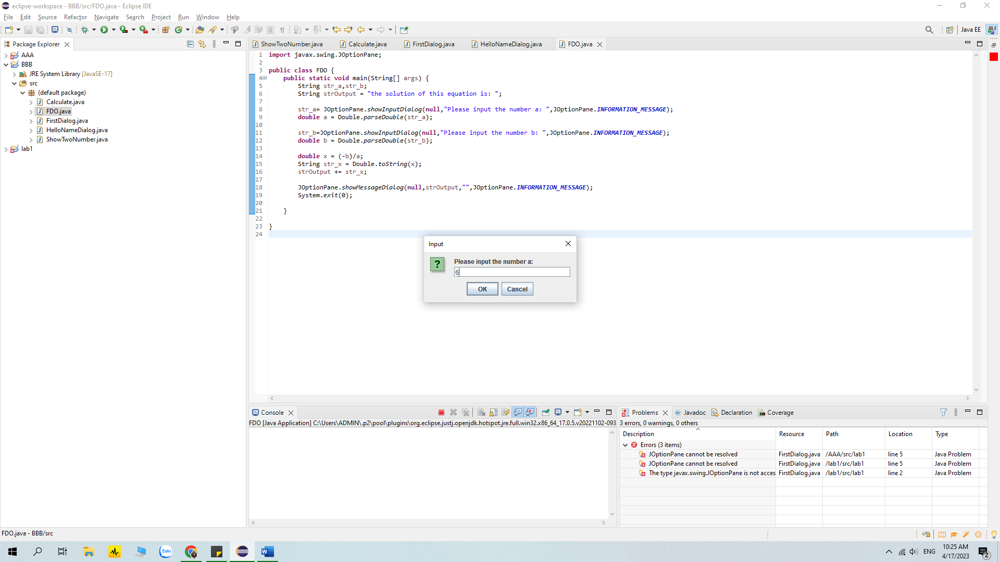 eclipse-workspace - BBB/src/FDO.java - Eclipse IDE
File Edit Source Refactor Navigate Search Project Run Window Help
Java EE
Package Explorer
AAA
BBB
JRE System Library [JavaSE-17]
src
(default package)
Calculate.java
FDO.java
FirstDialog.java
HelloNameDialog.java
ShowTwoNumber.java
lab1
ShowTwoNumber.java Calculate.java FirstDialog.java HelloNameDialog.java FDO.java
1 import javax.swing.JOptionPane;
2
3 public class FDO {
4 public static void main(String[] args) {
5 String str_a,str_b;
6 String strOutput = "the solution of this equation is: ";
7
8 str_a= JOptionPane.showInputDialog(null,"Please input the number a: ",JOptionPane.INFORMATION_MESSAGE);
9 double a = Double.parseDouble(str_a);
10
11 str_b=JOptionPane.showInputDialog(null,"Please input the number b: ",JOptionPane.INFORMATION_MESSAGE);
12 double b = Double.parseDouble(str_b);
13
14 double x = (-b)/a;
15 String str_x = Double.toString(x);
16 strOutput += str_x;
17
18 JOptionPane.showMessageDialog(null,strOutput,"",JOptionPane.INFORMATION_MESSAGE);
19 System.exit(0);
20
21 }
22
23 }
24
Input
Please input the number a:
6
OK Cancel
Console
FDO [Java Application] C:\Users\ADMIN\.p2\pool\plugins\org.eclipse.justj.openjdk.hotspot.jre.full.win32.x86_64_17.0.5.v20221102-093
Problems Javadoc Declaration Coverage
3 errors, 0 warnings, 0 others
Description Resource Path Location Type
Errors (3 items)
JOptionPane cannot be resolved FirstDialog.java /AAA/src/lab1 line 5 Java Problem
JOptionPane cannot be resolved FirstDialog.java /lab1/src/lab1 line 5 Java Problem
The type javax.swing.JOptionPane is not acces FirstDialog.java /lab1/src/lab1 line 2 Java Problem
FDO.java - BBB/src
Zalo
ENG
10:25 AM
4/17/2023
2